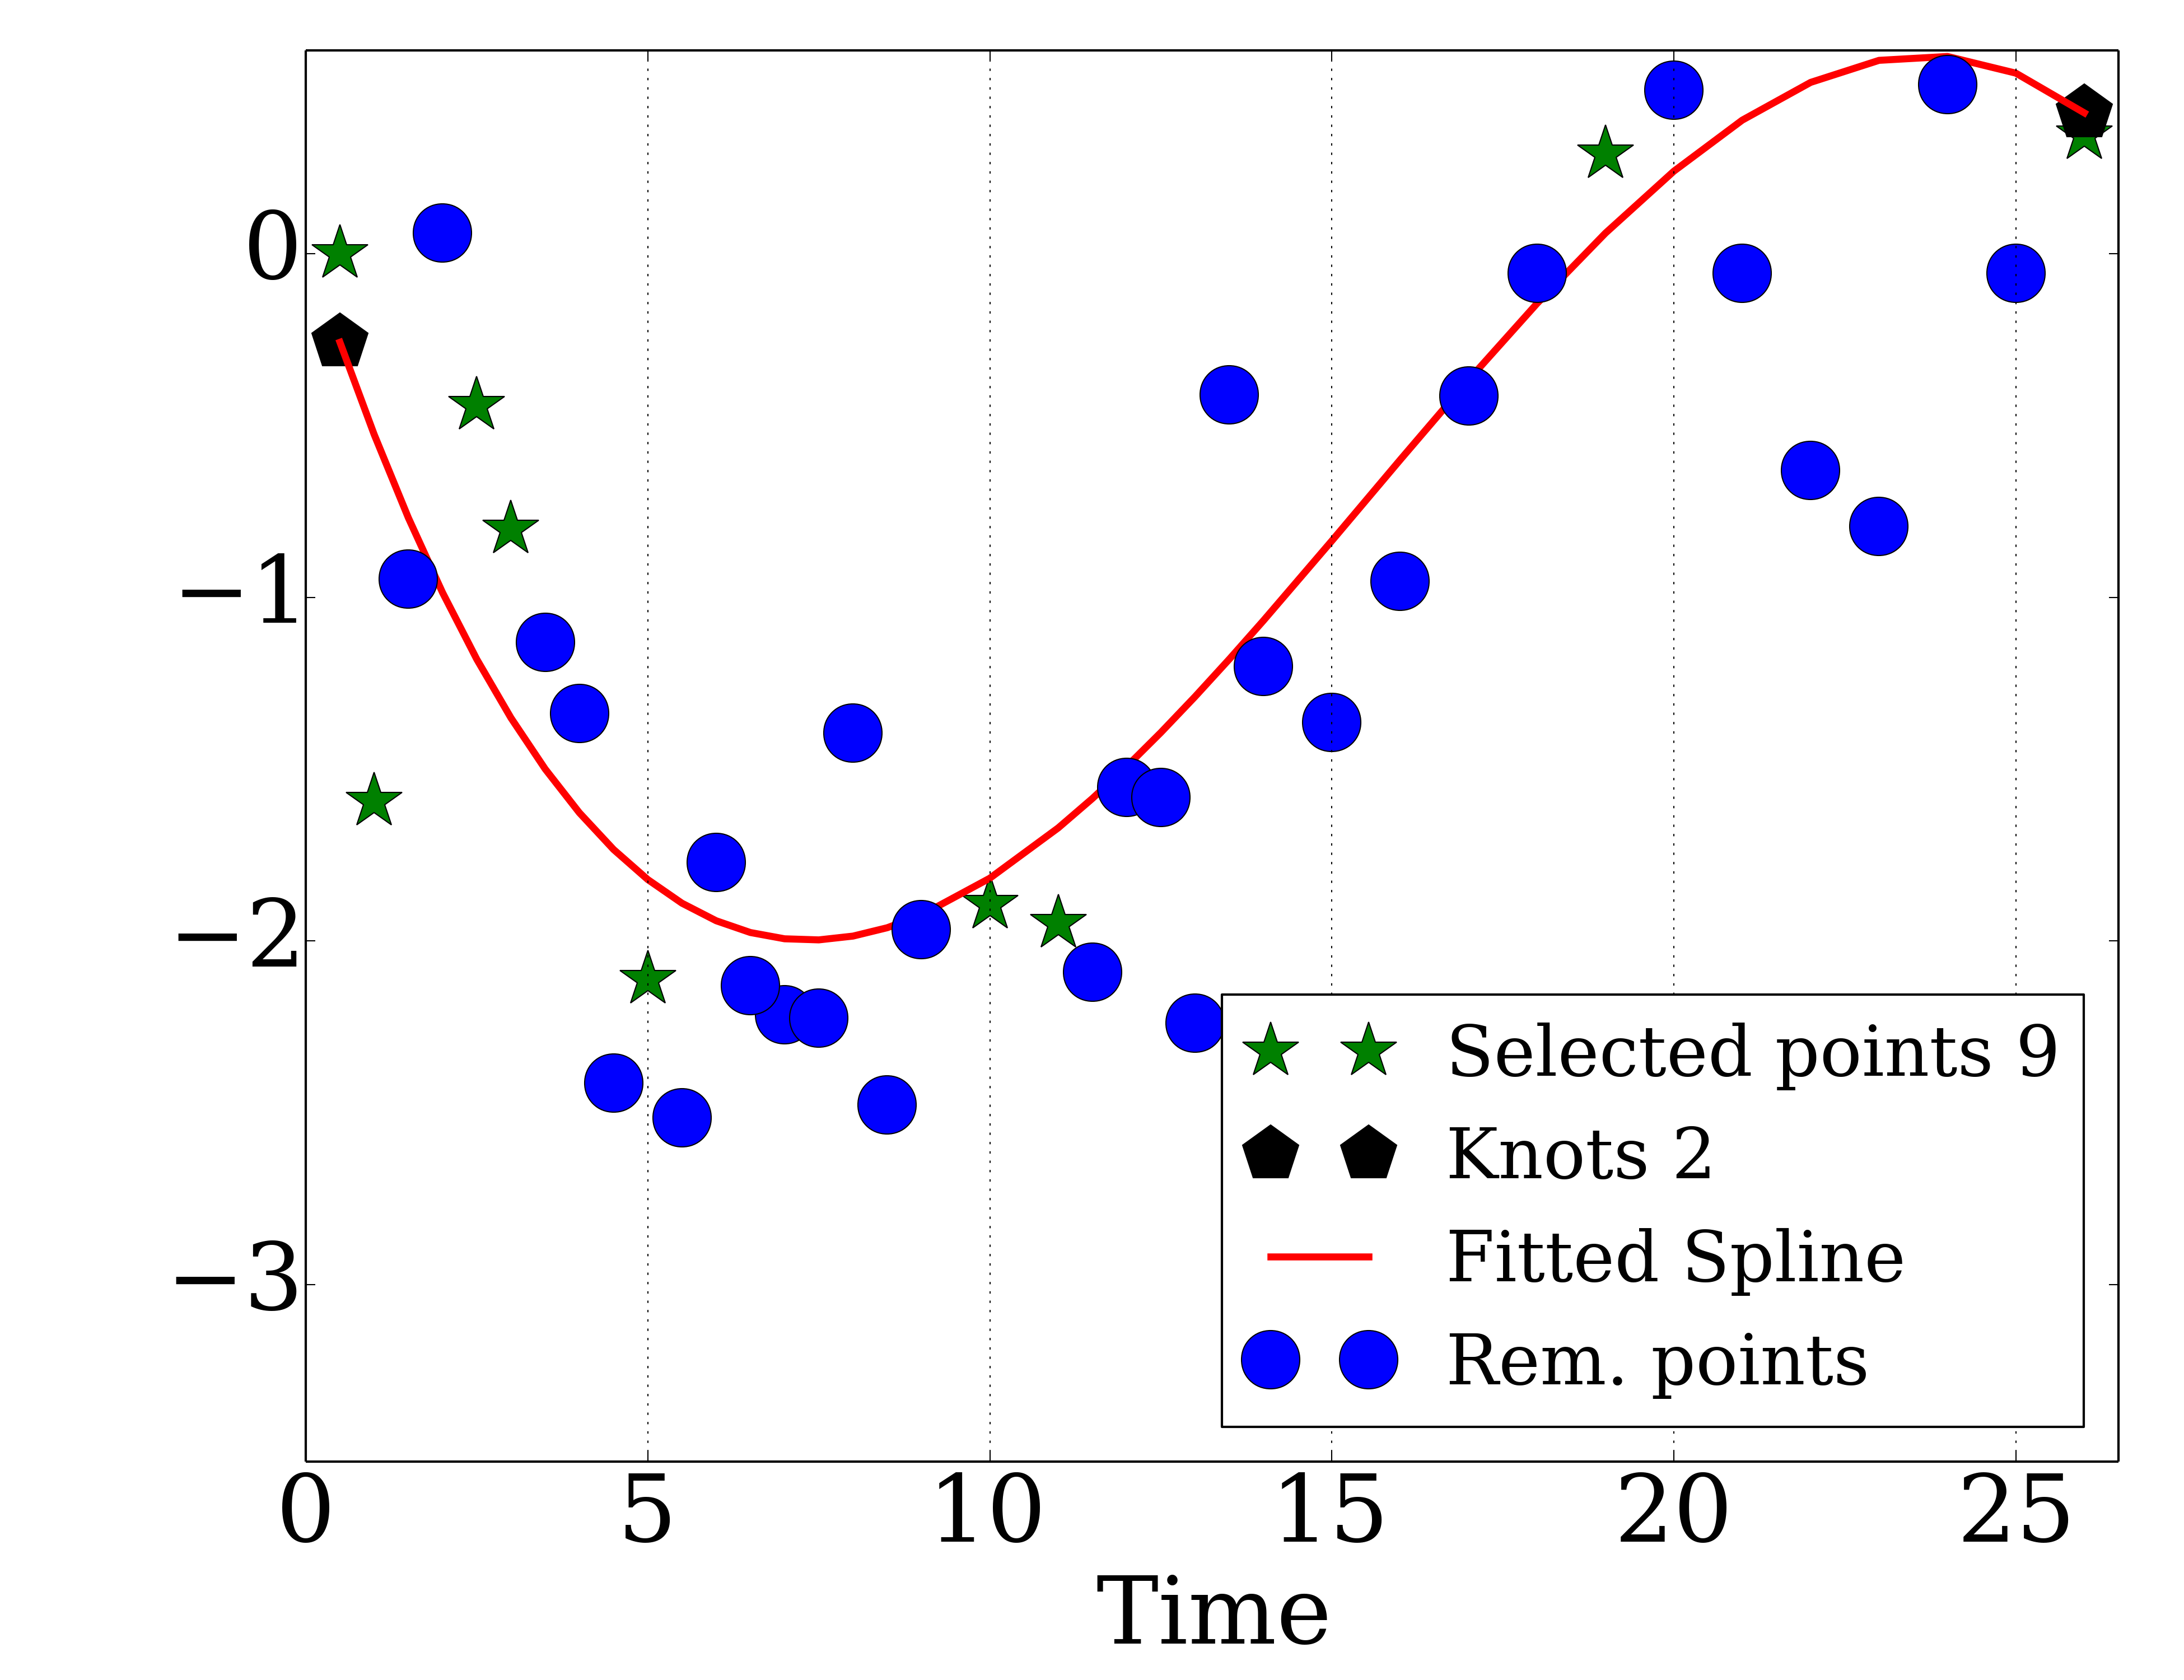 0
−1
−2
−3
Selected points 9
Knots 2
Fitted Spline
Rem. points
0 5 10 15 20 25
Time